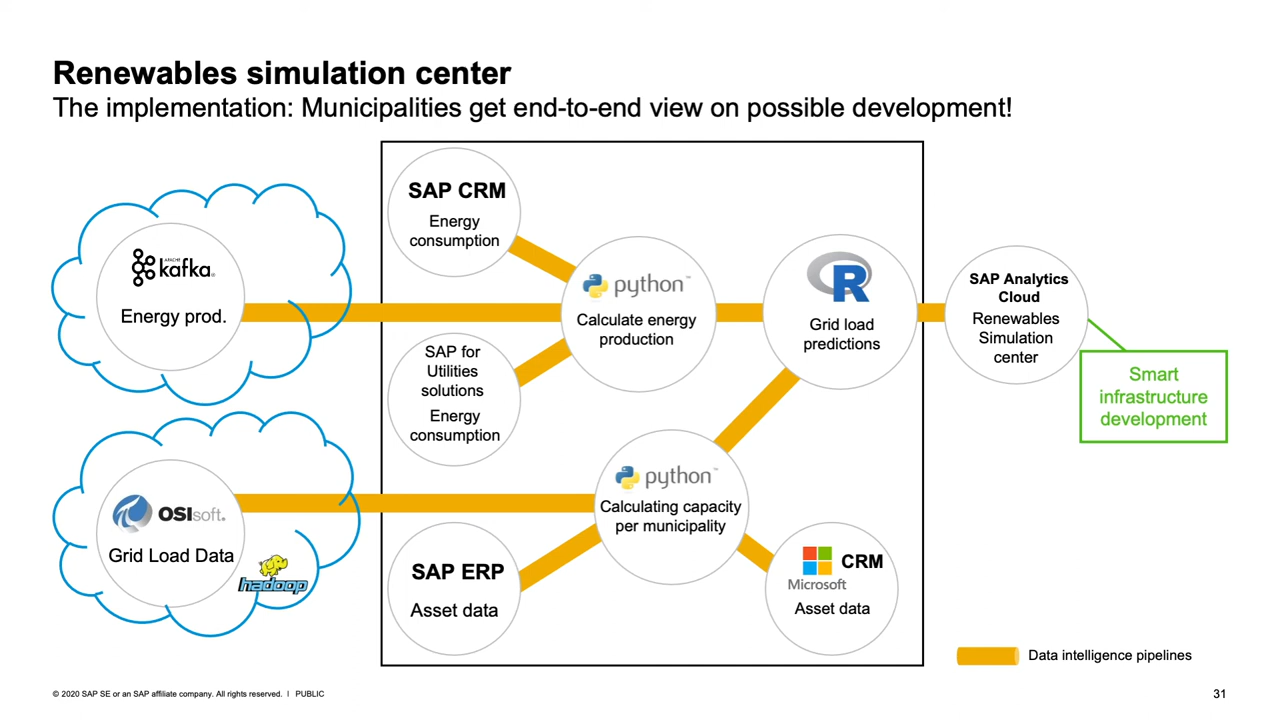 Renewables simulation center
The implementation: Municipalities get end-to-end view on possible development!
APACHE
kafka®
Energy prod.
SAP CRM
Energy
consumption
python™
Calculate energy
production
R
Grid load
predictions
SAP Analytics
Cloud
Renewables
Simulation
center
Smart
infrastructure
development
SAP for
Utilities
solutions
Energy
consumption
OSIsoft.
Grid Load Data
hadoop
python™
Calculating capacity
per municipality
SAP ERP
Asset data
Microsoft
CRM
Asset data
Data intelligence pipelines
© 2020 SAP SE or an SAP affiliate company. All rights reserved. | PUBLIC
31